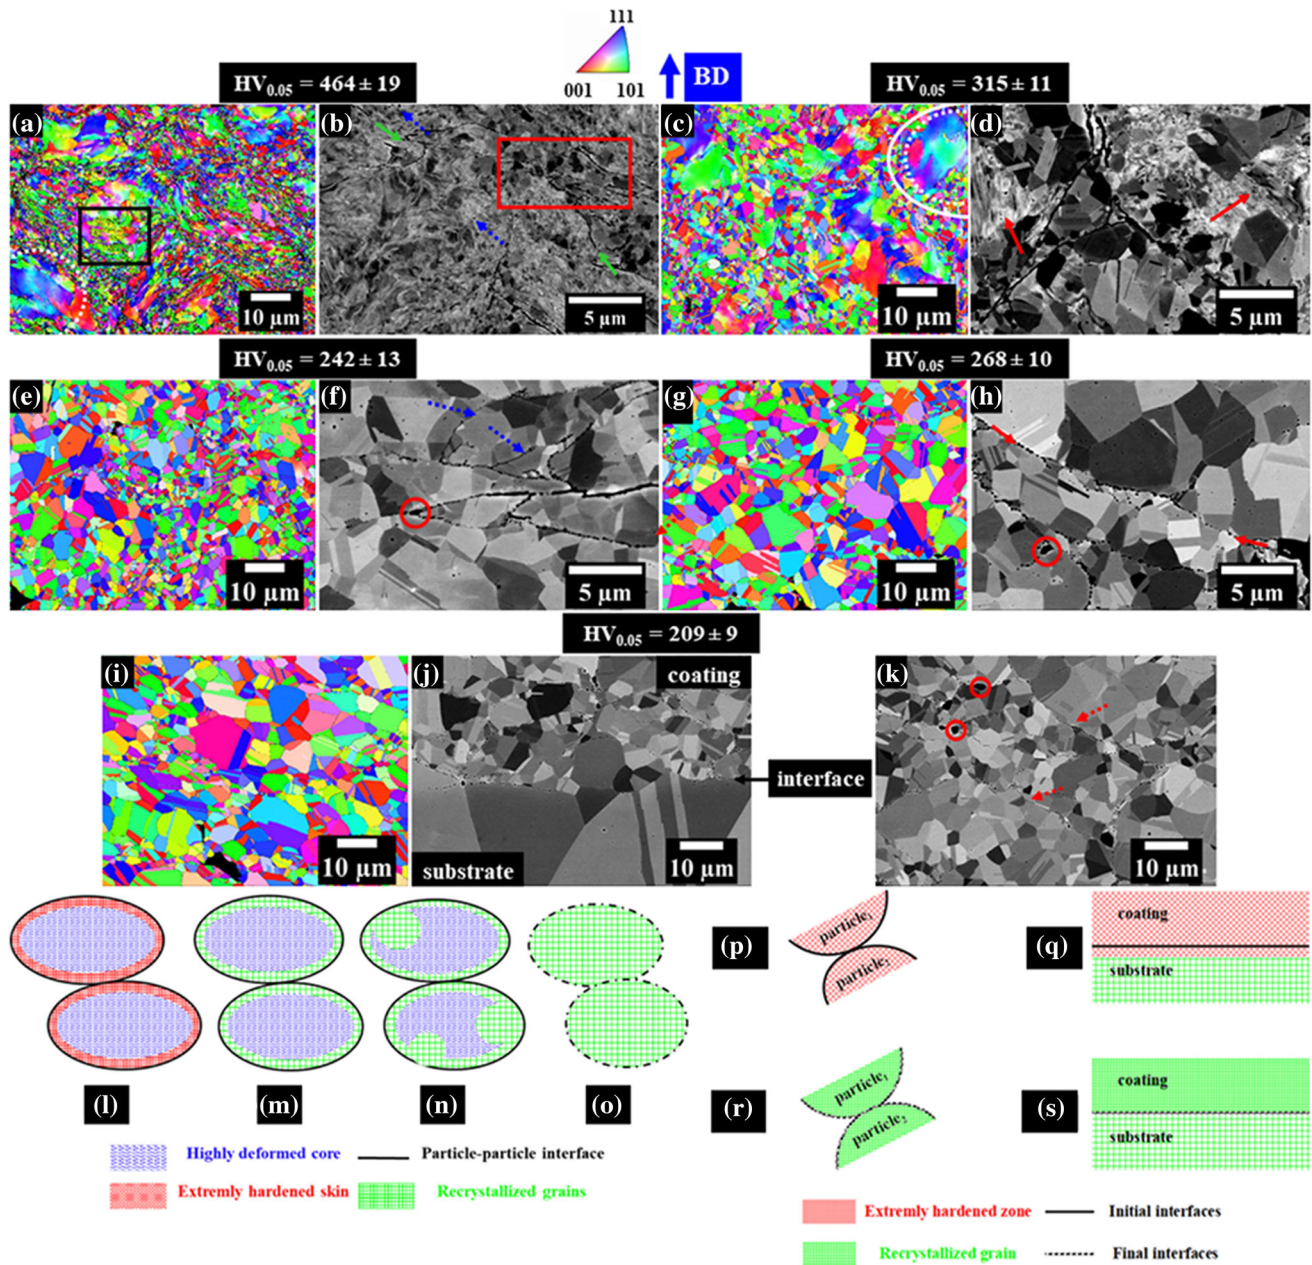 111
001 101
BD
HV0.05 = 464 ± 19
HV0.05 = 315 ± 11
(a)
10 µm
(b)
5 µm
(c)
10 µm
(d)
5 µm
HV0.05 = 242 ± 13
HV0.05 = 268 ± 10
(e)
10 µm
(f)
5 µm
(g)
10 µm
(h)
5 µm
HV0.05 = 209 ± 9
(i)
10 µm
(j)
coating
interface
substrate
10 µm
(k)
10 µm
(l)
(m)
(n)
(o)
(p)
particle1
particle2
(q)
coating
substrate
(r)
particle1
particle2
(s)
coating
substrate
Highly deformed core
Particle-particle interface
Extremly hardened skin
Recrystallized grains
Extremly hardened zone
Initial interfaces
Recrystallized grain
Final interfaces